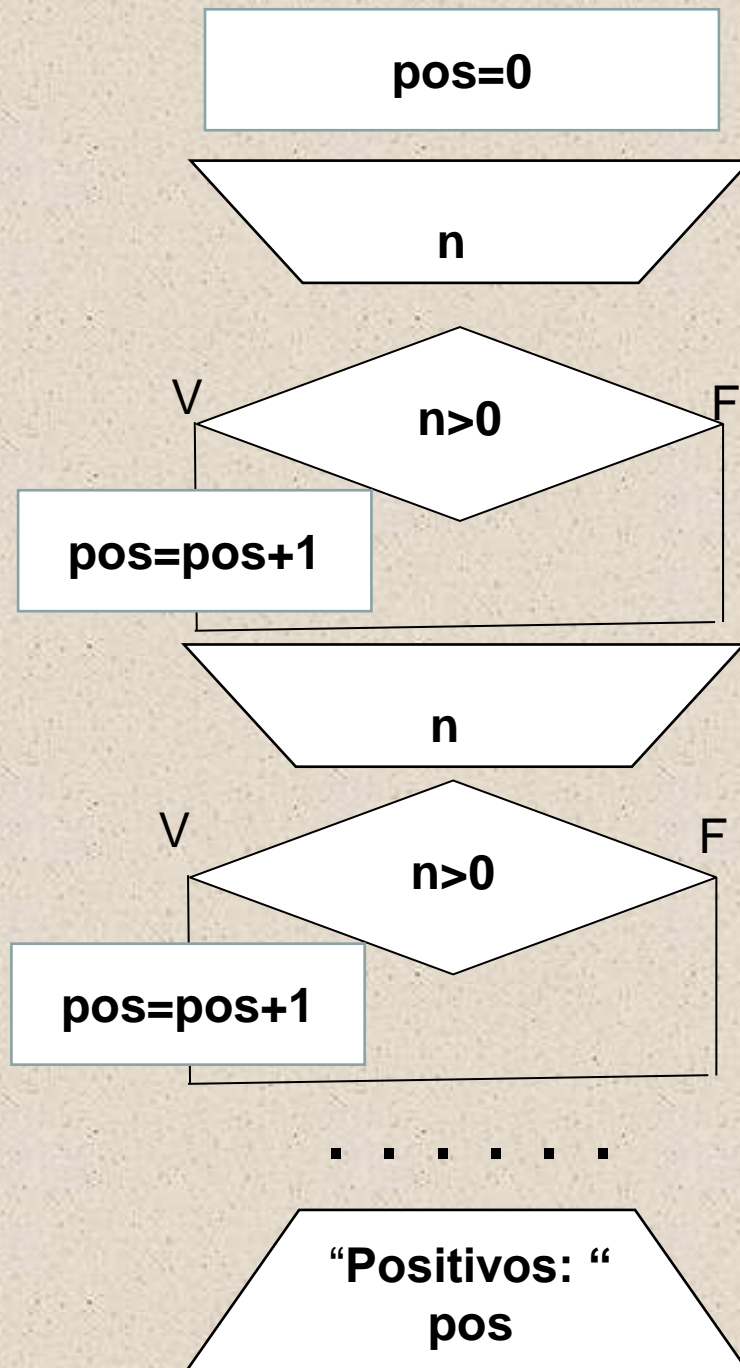 pos=0
n
V
n>0
F
pos=pos+1
n
V
n>0
F
pos=pos+1
. . . . . .
“Positivos: “
pos